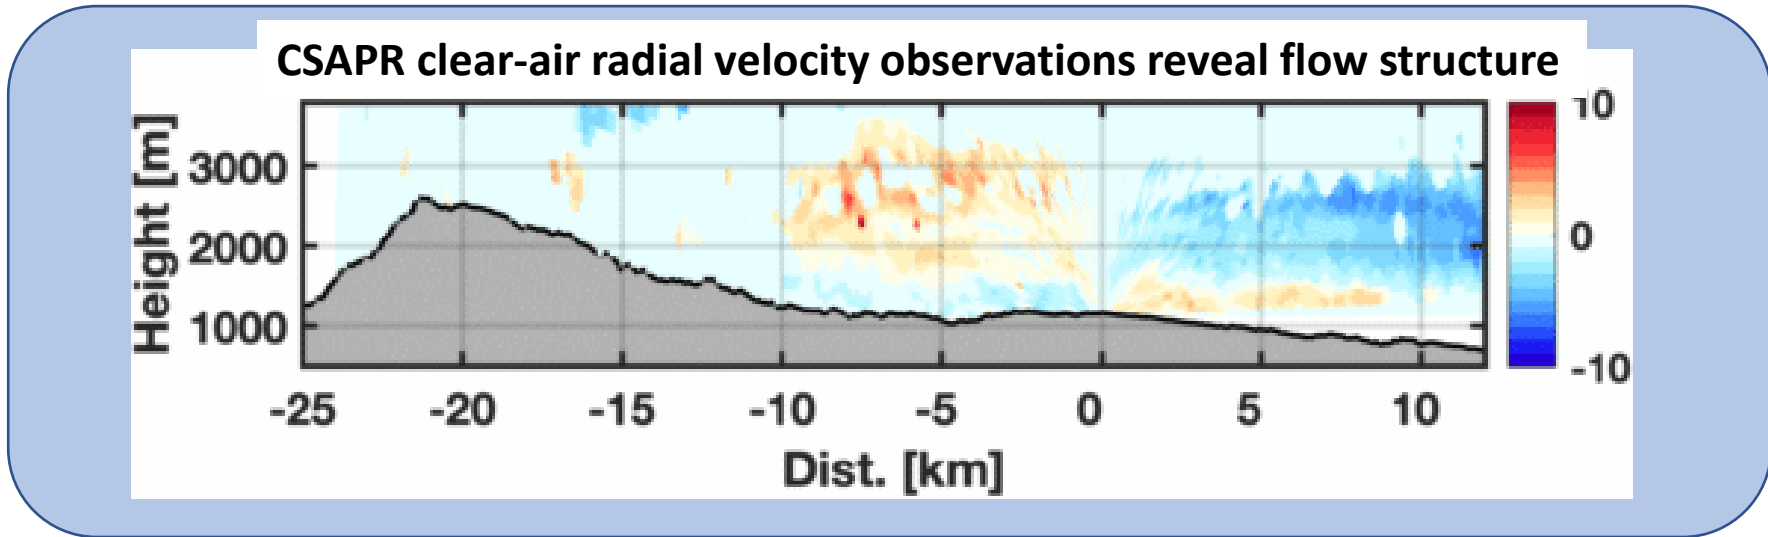 CSAPR clear-air radial velocity observations reveal flow structure
Height [m]
3000
2000
1000
-25 -20 -15 -10 -5 0 5 10
Dist. [km]
10
0
-10